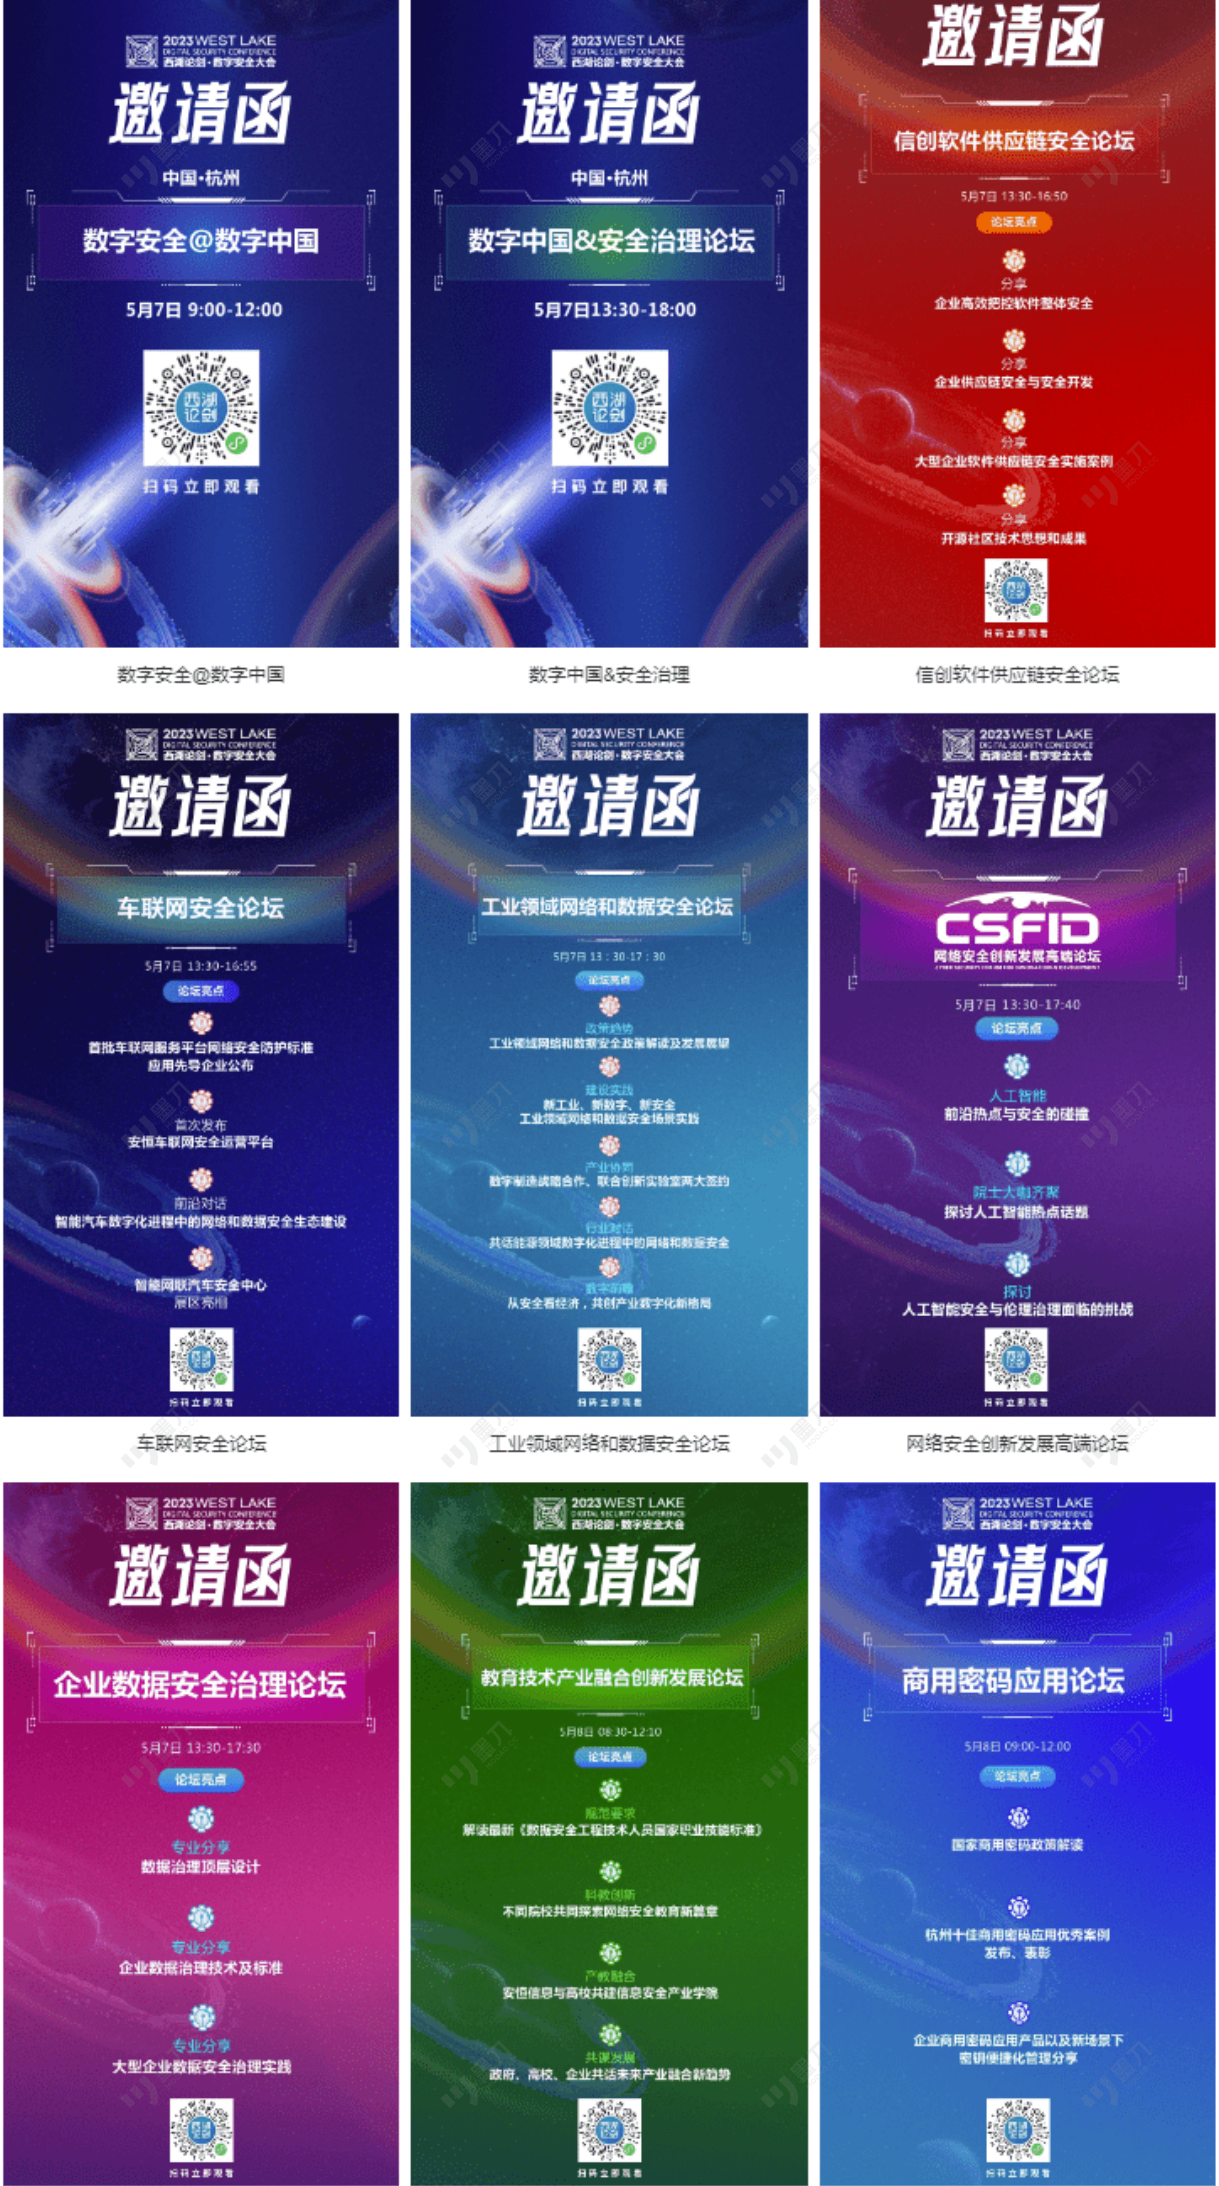 2023 WEST LAKE
DIGITAL SECURITY CONFERENCE
西湖论剑·数字安全大会
邀请函
中国·杭州
数字安全@数字中国
5月7日 9:00-12:00
西湖论剑
扫码立即观看
数字安全@数字中国
2023 WEST LAKE
DIGITAL SECURITY CONFERENCE
西湖论剑·数字安全大会
邀请函
中国·杭州
数字中国&安全治理论坛
5月7日13:30-18:00
西湖论剑
扫码立即观看
数字中国&安全治理
邀请函
信创软件供应链安全论坛
5月7日 13:30-16:50
论坛亮点
分享
企业高效把控软件整体安全
分享
企业供应链安全与安全开发
分享
大型企业软件供应链安全实施案例
分享
开源社区技术思想和成果
扫码立即观看
信创软件供应链安全论坛
2023 WEST LAKE
DIGITAL SECURITY CONFERENCE
西湖论剑·数字安全大会
邀请函
车联网安全论坛
5月7日 13:30-16:55
论坛亮点
首批车联网服务平台网络安全防护标准
应用先导企业公布
首次发布
安恒车联网安全运营平台
前沿对话
智能汽车数字化进程中的网络和数据安全生态建设
智能网联汽车安全中心
展区亮相
扫码立即观看
车联网安全论坛
2023 WEST LAKE
DIGITAL SECURITY CONFERENCE
西湖论剑·数字安全大会
邀请函
工业领域网络和数据安全论坛
5月7日 13：30-17：30
论坛亮点
政策趋势
工业领域网络和数据安全政策解读及发展展望
建设实践
新工业、新数字、新安全
工业领域网络和数据安全场景实践
产业协同
数字制造战略合作、联合创新实验室两大签约
行业对话
共话能源领域数字化进程中的网络和数据安全
数字前瞻
从安全看经济，共创产业数字化新格局
扫码立即观看
工业领域网络和数据安全论坛
2023 WEST LAKE
DIGITAL SECURITY CONFERENCE
西湖论剑·数字安全大会
邀请函
CSFID
网络安全创新发展高端论坛
5月7日 13:30-17:40
论坛亮点
人工智能
前沿热点与安全的碰撞
院士大咖齐聚
探讨人工智能热点话题
探讨
人工智能安全与伦理治理面临的挑战
扫码立即观看
网络安全创新发展高端论坛
2023 WEST LAKE
DIGITAL SECURITY CONFERENCE
西湖论剑·数字安全大会
邀请函
企业数据安全治理论坛
5月7日 13:30-17:30
论坛亮点
专业分享
数据治理顶层设计
专业分享
企业数据治理技术及标准
专业分享
大型企业数据安全治理实践
扫码立即观看
2023 WEST LAKE
DIGITAL SECURITY CONFERENCE
西湖论剑·数字安全大会
邀请函
教育技术产业融合创新发展论坛
5月8日 08:30-12:10
论坛亮点
规范要求
解读最新《数据安全工程技术人员国家职业技能标准》
科教创新
不同院校共同探索网络安全教育新篇章
产教融合
安恒信息与高校共建信息安全产业学院
共谋发展
政府、高校、企业共话未来产业融合新趋势
扫码立即观看
2023 WEST LAKE
DIGITAL SECURITY CONFERENCE
西湖论剑·数字安全大会
邀请函
商用密码应用论坛
5月8日 09:00-12:00
论坛亮点
国家商用密码政策解读
杭州十佳商用密码应用优秀案例
发布、表彰
企业商用密码应用产品以及新场景下
密钥便捷化管理分享
扫码立即观看